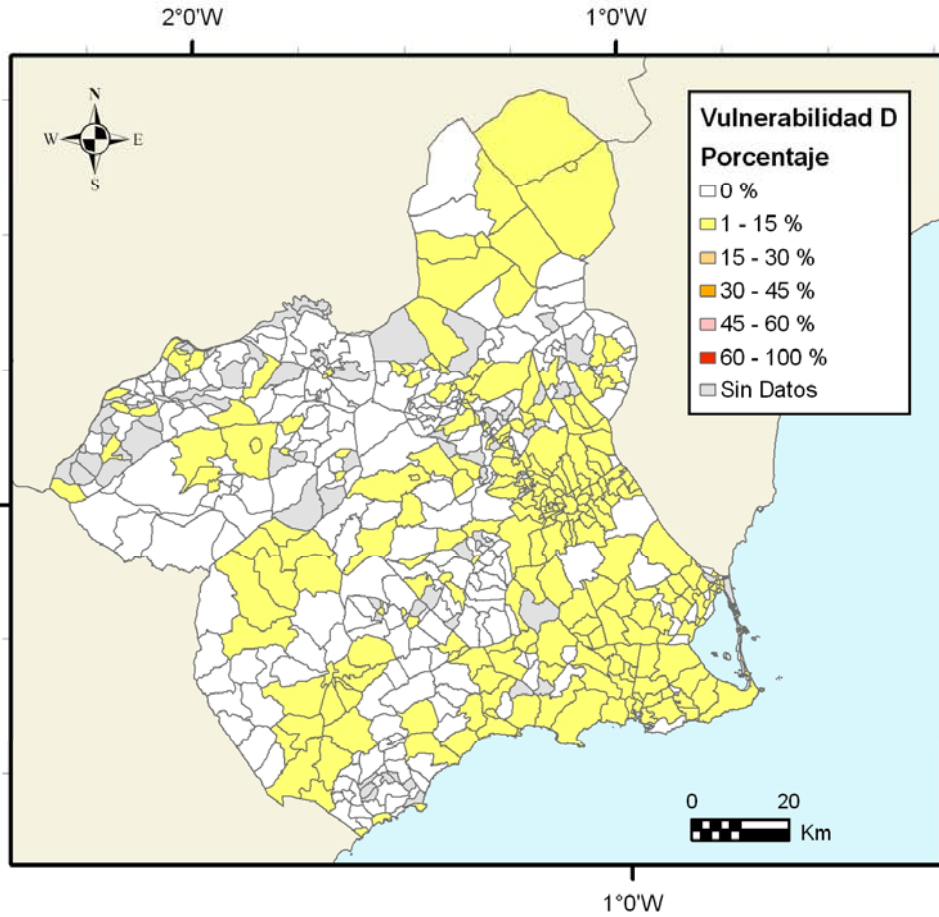 2°0'W 1°0'W
N
W E
S
Vulnerabilidad D
Porcentaje
0 %
1 - 15 %
15 - 30 %
30 - 45 %
45 - 60 %
60 - 100 %
Sin Datos
0 20
Km
1°0'W